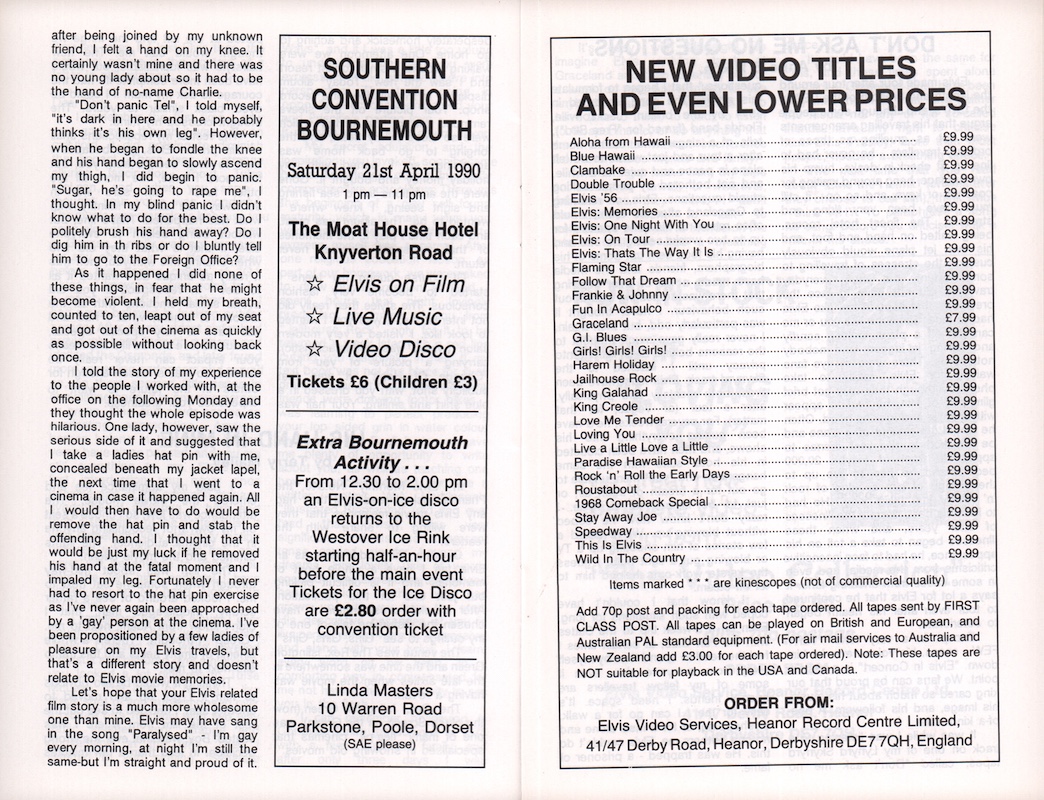 after being joined by my unknown
friend, I felt a hand on my knee. It
certainly wasn't mine and there was
no young lady about so it had to be
the hand of no-name Charlie.
"Don't panic Tel", I told myself,
"it's dark in here and he probably
thinks it's his own leg". However,
when he began to fondle the knee
and his hand began to slowly ascend
my thigh, I did begin to panic.
"Sugar, he's going to rape me", I
thought. In my blind panic I didn't
know what to do for the best. Do I
politely brush his hand away? Do I
dig him in th ribs or do I bluntly tell
him to go to the Foreign Office?
As it happened I did none of
these things, in fear that he might
become violent. I held my breath,
counted to ten, leapt out of my seat
and got out of the cinema as quickly
as possible without looking back
once.
I told the story of my experience
to the people I worked with, at the
office on the following Monday and
they thought the whole episode was
hilarious. One lady, however, saw the
serious side of it and suggested that
I take a ladies hat pin with me,
concealed beneath my jacket lapel,
the next time that I went to a
cinema in case it happened again. All
I would then have to do would be
remove the hat pin and stab the
offending hand. I thought that it
would be just my luck if he removed
his hand at the fatal moment and I
impaled my leg. Fortunately I never
had to resort to the hat pin exercise
as I've never again been approached
by a 'gay' person at the cinema. I've
been propositioned by a few ladies of
pleasure on my Elvis travels, but
that's a different story and doesn't
relate to Elvis movie memories.
Let's hope that your Elvis related
film story is a much more wholesome
one than mine. Elvis may have sang
in the song "Paralysed" - I'm gay
every morning, at night I'm still the
same-but I'm straight and proud of it.
SOUTHERN
CONVENTION
BOURNEMOUTH
Saturday 21st April 1990
1 pm — 11 pm
The Moat House Hotel
Knyverton Road
☆ Elvis on Film
☆ Live Music
☆ Video Disco
Tickets £6 (Children £3)
Extra Bournemouth
Activity . . .
From 12.30 to 2.00 pm
an Elvis-on-ice disco
returns to the
Westover Ice Rink
starting half-an-hour
before the main event
Tickets for the Ice Disco
are £2.80 order with
convention ticket
Linda Masters
10 Warren Road
Parkstone, Poole, Dorset
(SAE please)
NEW VIDEO TITLES
AND EVEN LOWER PRICES
Aloha from Hawaii £9.99
Blue Hawaii £9.99
Clambake £9.99
Double Trouble £9.99
Elvis '56 £9.99
Elvis: Memories £9.99
Elvis: One Night With You £9.99
Elvis: On Tour £9.99
Elvis: Thats The Way It Is £9.99
Flaming Star £9.99
Follow That Dream £9.99
Frankie & Johnny £9.99
Fun In Acapulco £9.99
Graceland £7.99
G.I. Blues £9.99
Girls! Girls! Girls! £9.99
Harem Holiday £9.99
Jailhouse Rock £9.99
King Galahad £9.99
King Creole £9.99
Love Me Tender £9.99
Loving You £9.99
Live a Little Love a Little £9.99
Paradise Hawaiian Style £9.99
Rock 'n' Roll the Early Days £9.99
Roustabout £9.99
1968 Comeback Special £9.99
Stay Away Joe £9.99
Speedway £9.99
This Is Elvis £9.99
Wild In The Country £9.99
Items marked * * * are kinescopes (not of commercial quality)
Add 70p post and packing for each tape ordered. All tapes sent by FIRST
CLASS POST. All tapes can be played on British and European, and
Australian PAL standard equipment. (For air mail services to Australia and
New Zealand add £3.00 for each tape ordered). Note: These tapes are
NOT suitable for playback in the USA and Canada.
ORDER FROM:
Elvis Video Services, Heanor Record Centre Limited,
41/47 Derby Road, Heanor, Derbyshire DE7 7QH, England